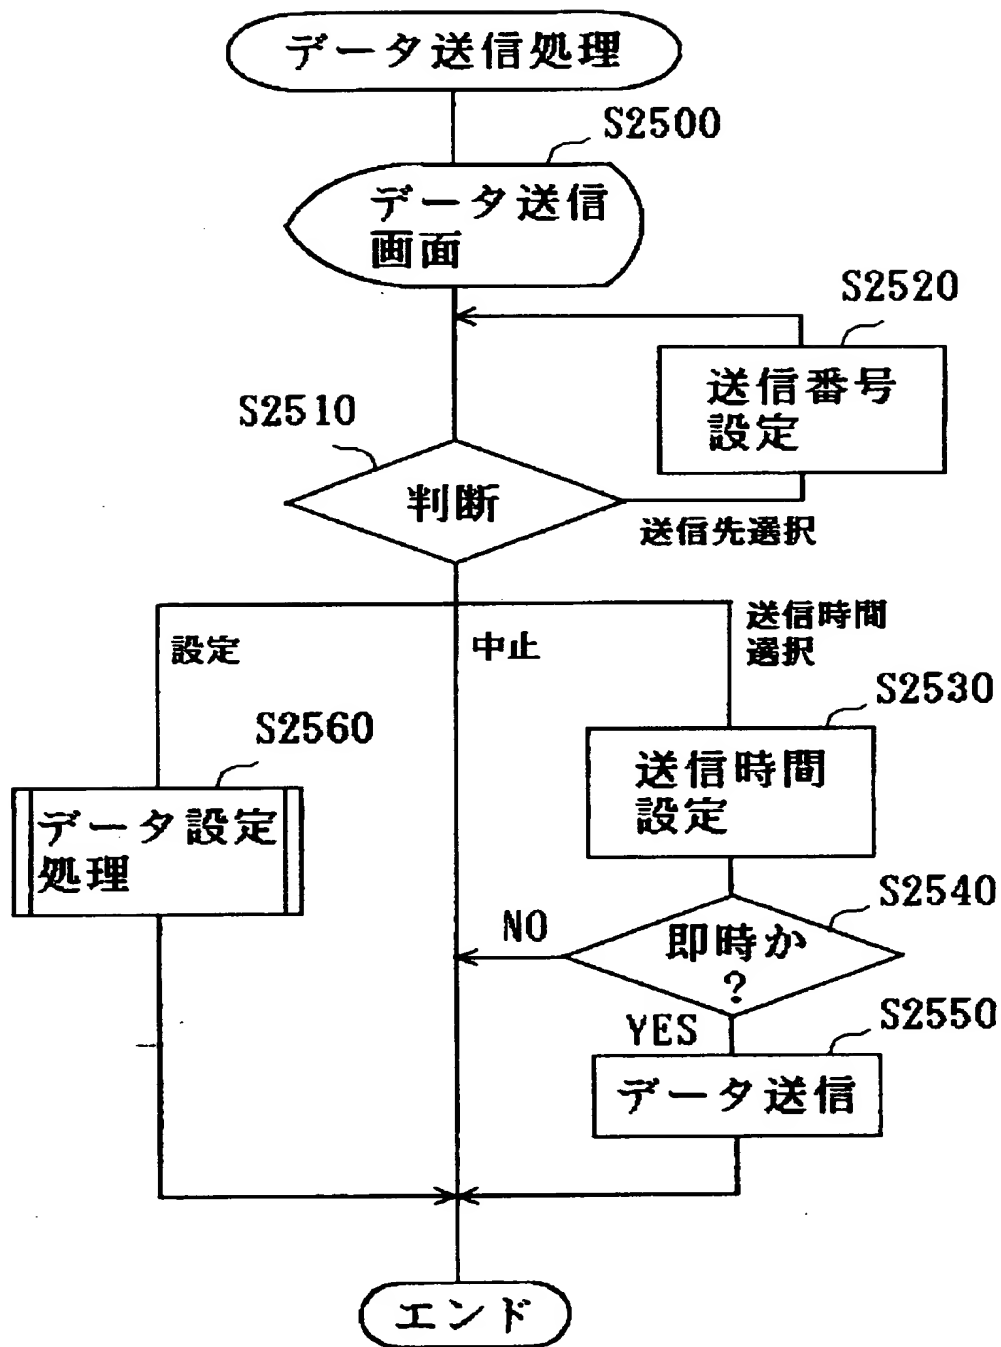 データ送信処理
S2500
データ送信
画面
S2520
送信番号
設定
S2510
判断
送信先選択
設定
中止
送信時間
選択
S2530
送信時間
設定
S2560
データ設定
処理
S2540
即時か
?
NO
YES
S2550
データ送信
エンド